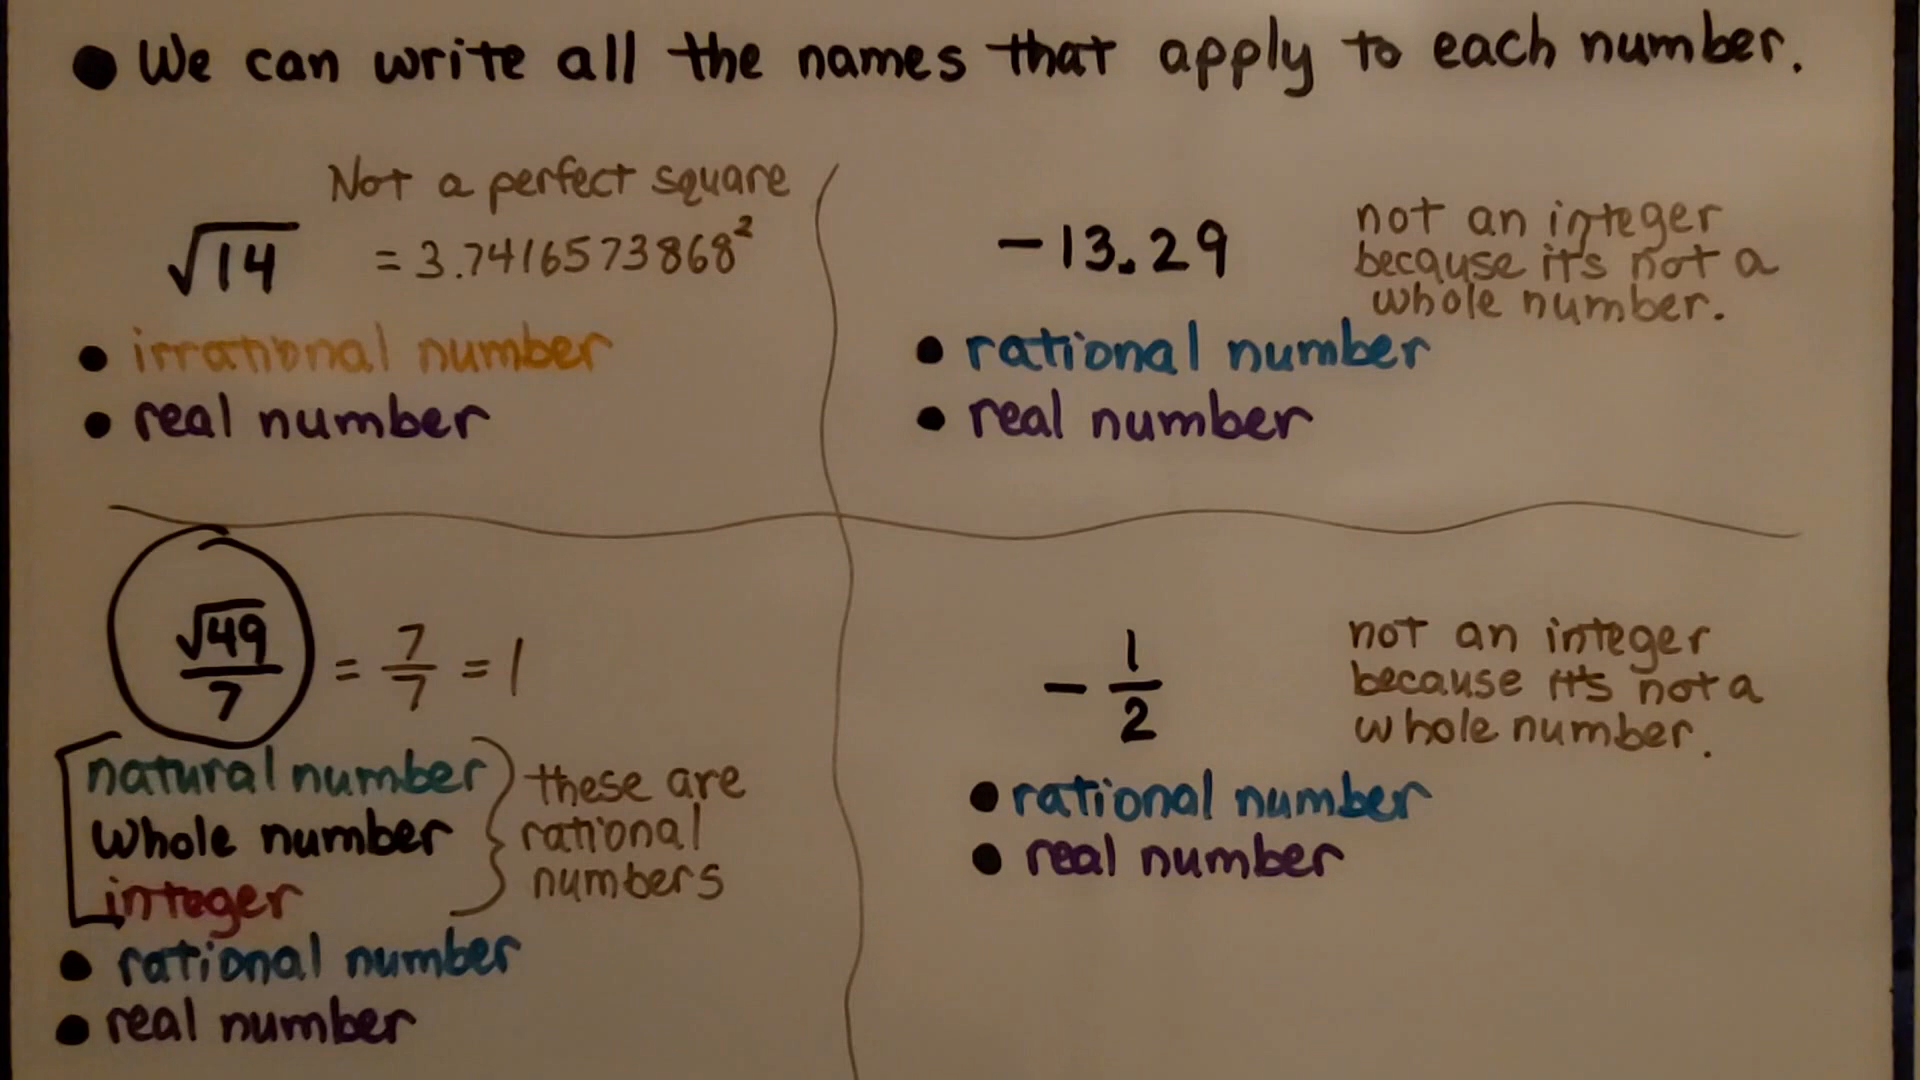 ● We can write all the names that apply to each number.
Not a perfect square
√14 = 3.7416573868²
● irrational number
● real number
-13.29
not an integer
because it's not a
whole number.
● rational number
● real number
√49/7 = 7/7 = 1
natural number
whole number
integer
these are
rational
numbers
● rational number
● real number
- 1/2
not an integer
because it's not a
whole number.
● rational number
● real number